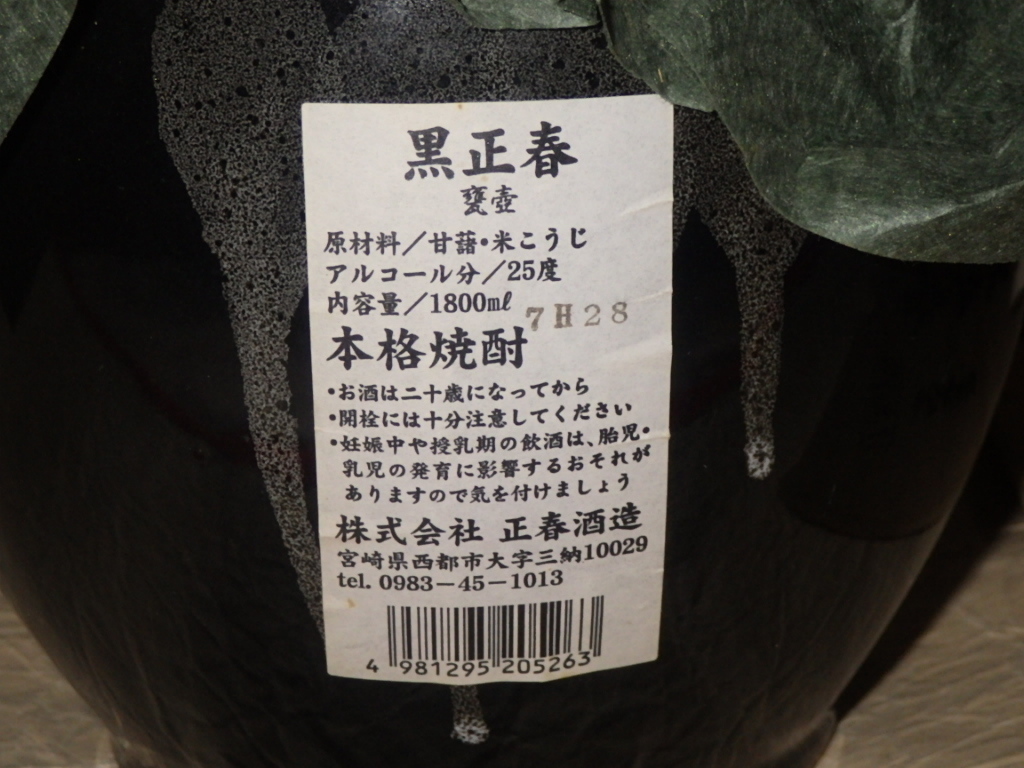 黒正春
甕壺
原材料／甘藷・米こうじ
アルコール分／25度
内容量／1800ml
7H28
本格焼酎
・お酒は二十歳になってから
・開栓には十分注意してください
・妊娠中や授乳期の飲酒は、胎児・
乳児の発育に影響するおそれが
ありますので気を付けましょう
株式会社 正春酒造
宮崎県西都市大字三納10029
tel. 0983－45－1013
4 981295 205263